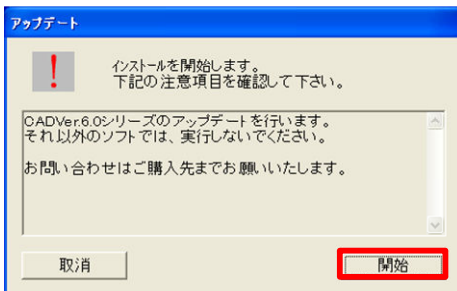 アップデート
インストールを開始します。
下記の注意項目を確認して下さい。
CADVer.6.0シリーズのアップデートを行います。
それ以外のソフトでは、実行しないでください。
お問い合わせはご購入先までお願いいたします。
取消
開始